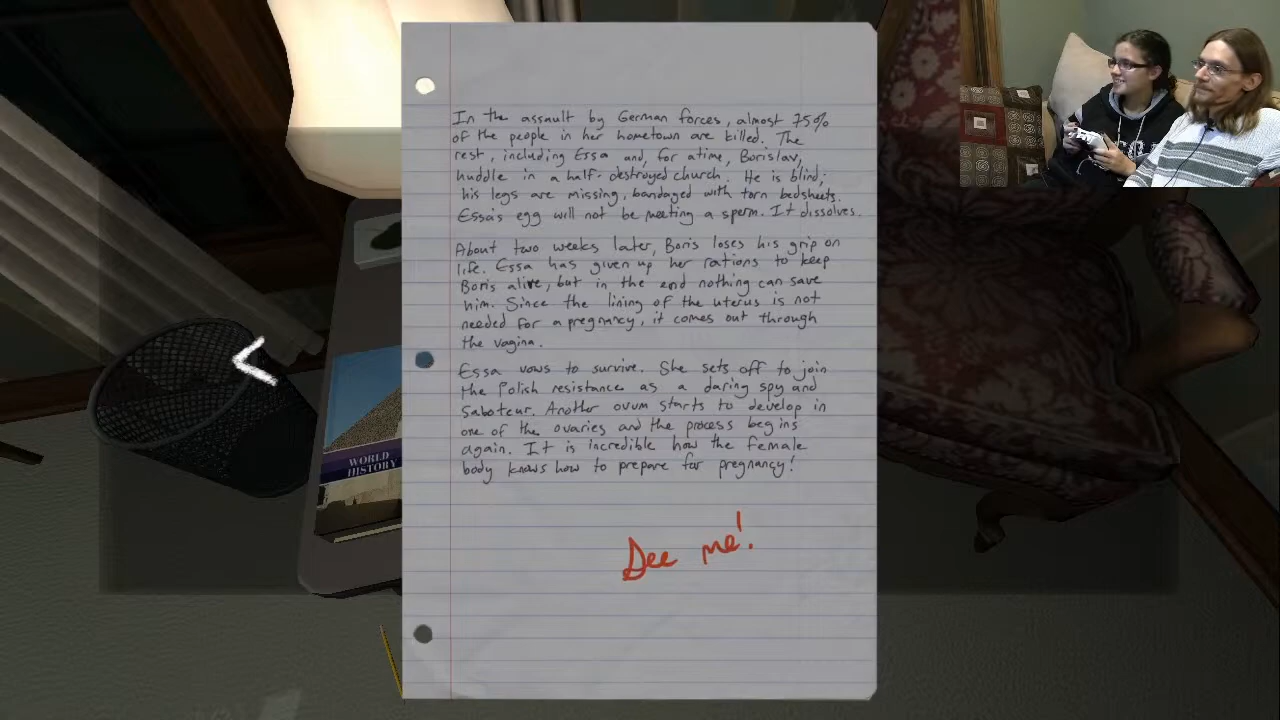 In the assault by German forces, almost 75%
of the people in her hometown are killed. The
rest, including Essa and, for a time, Borislav,
huddle in a half-destroyed church. He is blind;
his legs are missing, bandaged with torn bedsheets.
Essa's egg will not be meeting a sperm. It dissolves.
About two weeks later, Boris loses his grip on
life. Essa has given up her rations to keep
Boris alive, but in the end nothing can save
him. Since the lining of the uterus is not
needed for a pregnancy, it comes out through
the vagina.
Essa vows to survive. She sets off to join
the Polish resistance as a daring spy and
saboteur. Another ovum starts to develop in
one of the ovaries and the process begins
again. It is incredible how the female
body knows how to prepare for pregnancy!
See me!
WORLD
HISTORY